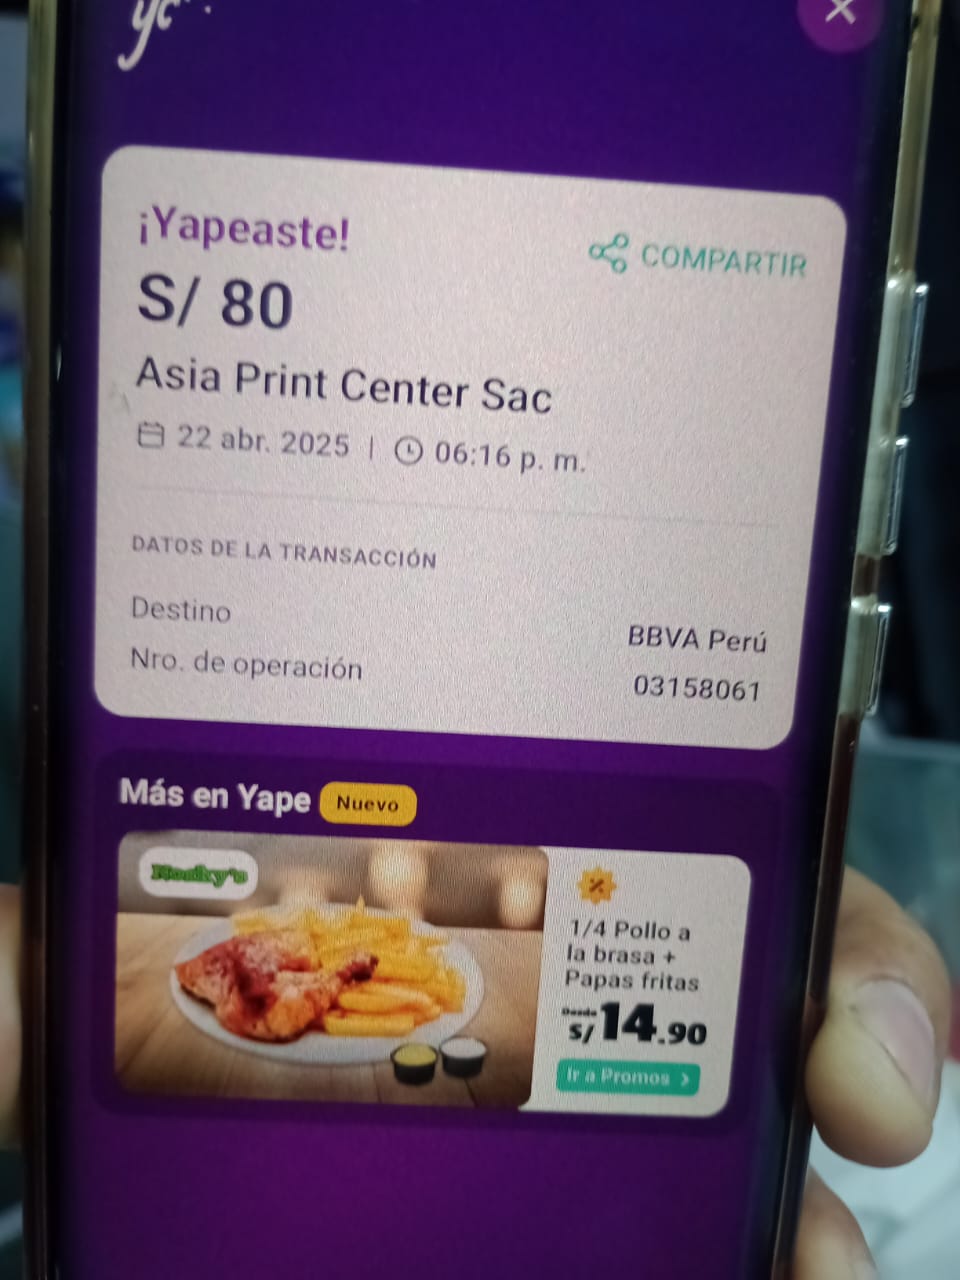 ¡Yapeaste!
COMPARTIR
S/ 80
Asia Print Center Sac
22 abr. 2025 | 06:16 p. m.
DATOS DE LA TRANSACCIÓN
Destino BBVA Perú
Nro. de operación 03158061
Más en Yape Nuevo
Rocky's
1/4 Pollo a
la brasa +
Papas fritas
Desde
S/ 14.90
Ir a Promos